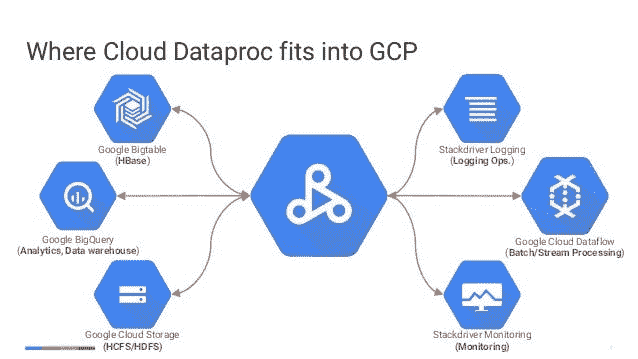 Where Cloud Dataproc fits into GCP
Google Bigtable
(HBase)
Stackdriver Logging
(Logging Ops.)
Google BigQuery
(Analytics, Data warehouse)
Google Cloud Dataflow
(Batch/Stream Processing)
Google Cloud Storage
(HCFS/HDFS)
Stackdriver Monitoring
(Monitoring)